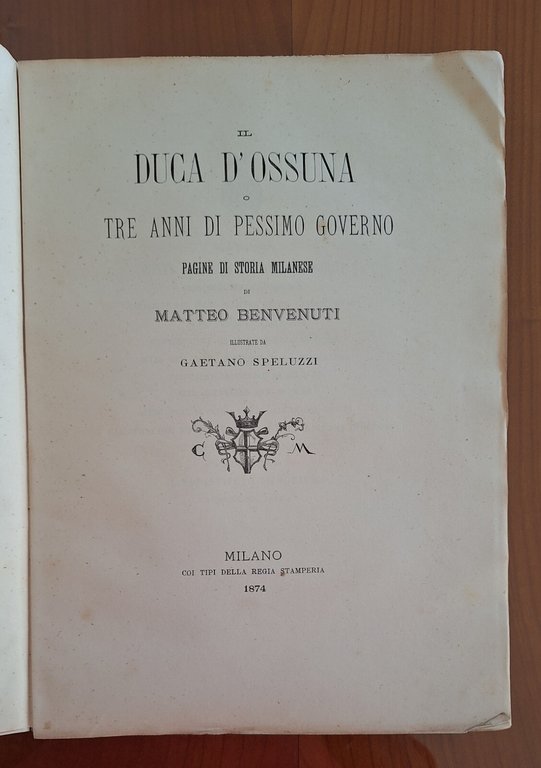 IL
DUCA D'OSSUNA
O
TRE ANNI DI PESSIMO GOVERNO
PAGINE DI STORIA MILANESE
DI
MATTEO BENVENUTI
ILLUSTRATE DA
GAETANO SPELUZZI
C M
MILANO
COI TIPI DELLA REGIA STAMPERIA
1874